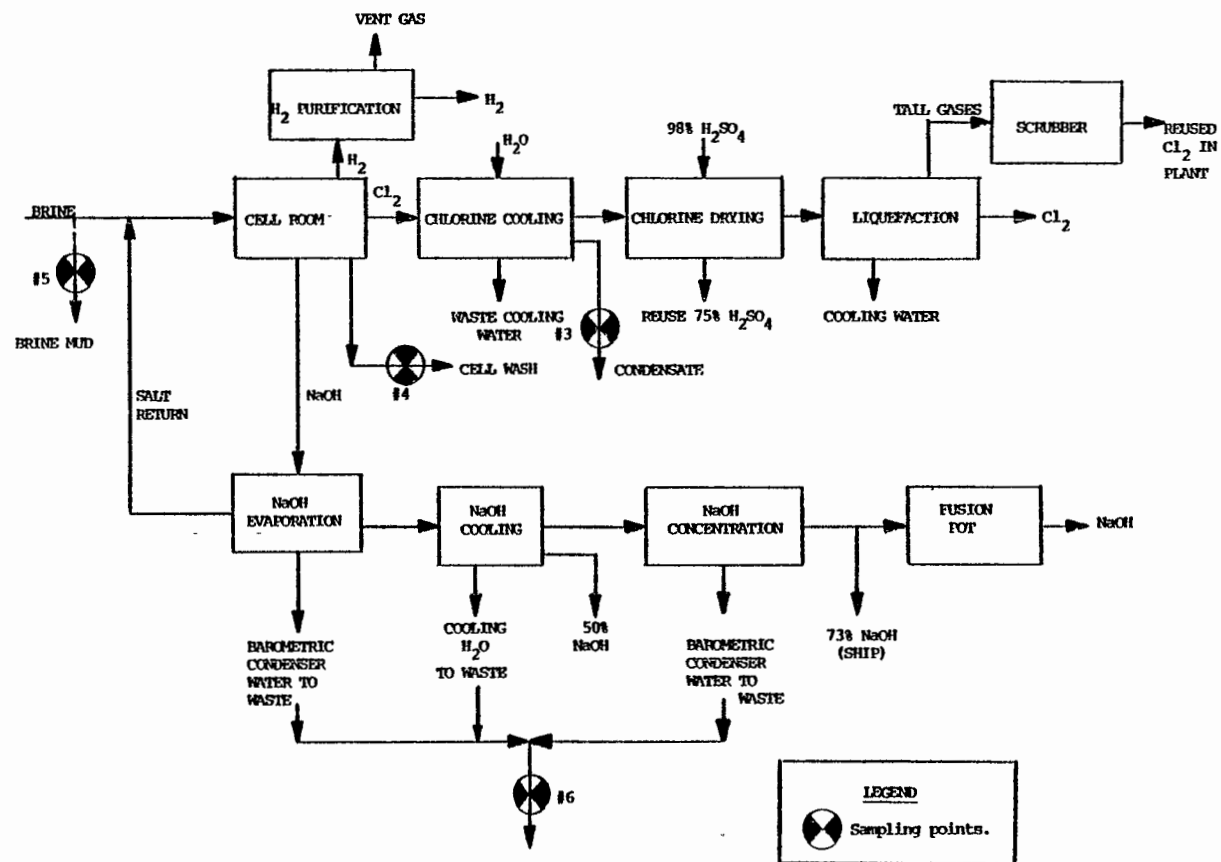 VENT GAS
H2 PURIFICATION
H2
H2
H2O
98% H2SO4
TAIL GASES
SCRUBBER
REUSED
Cl2 IN
PLANT
BRINE
CELL ROOM
Cl2
CHLORINE COOLING
CHLORINE DRYING
LIQUEFACTION
Cl2
#5
BRINE MUD
WASTE COOLING
WATER
#3
REUSE 75% H2SO4
COOLING WATER
CONDENSATE
CELL WASH
#4
SALT
RETURN
NaOH
NaOH
EVAPORATION
NaOH
COOLING
NaOH
CONCENTRATION
FUSION
POT
NaOH
BAROMETRIC
CONDENSER
WATER TO
WASTE
COOLING
H2O
TO WASTE
50%
NaOH
BAROMETRIC
CONDENSER
WATER TO
WASTE
73% NaOH
(SHIP)
#6
LEGEND
Sampling points.